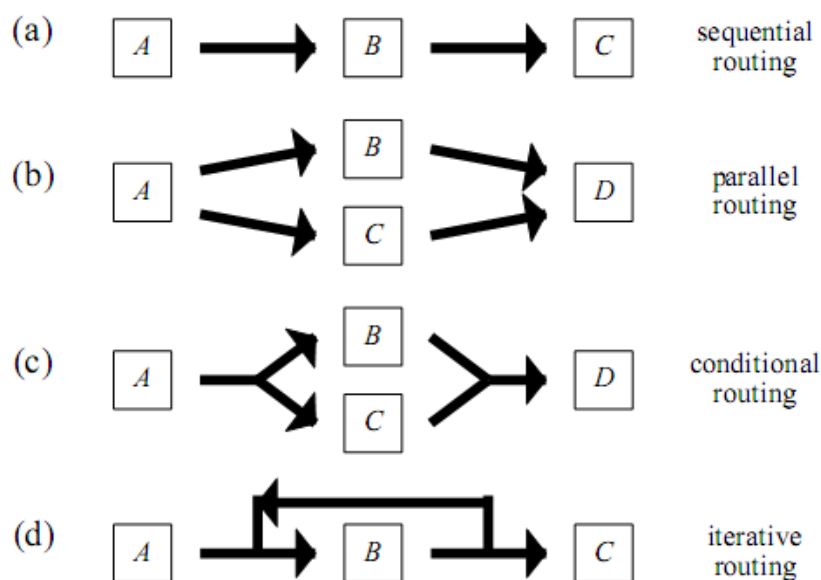 (a) A B C sequential
routing
B
(b) A D parallel
routing
C
B
(c) A D conditional
routing
C
(d) A B C iterative
routing